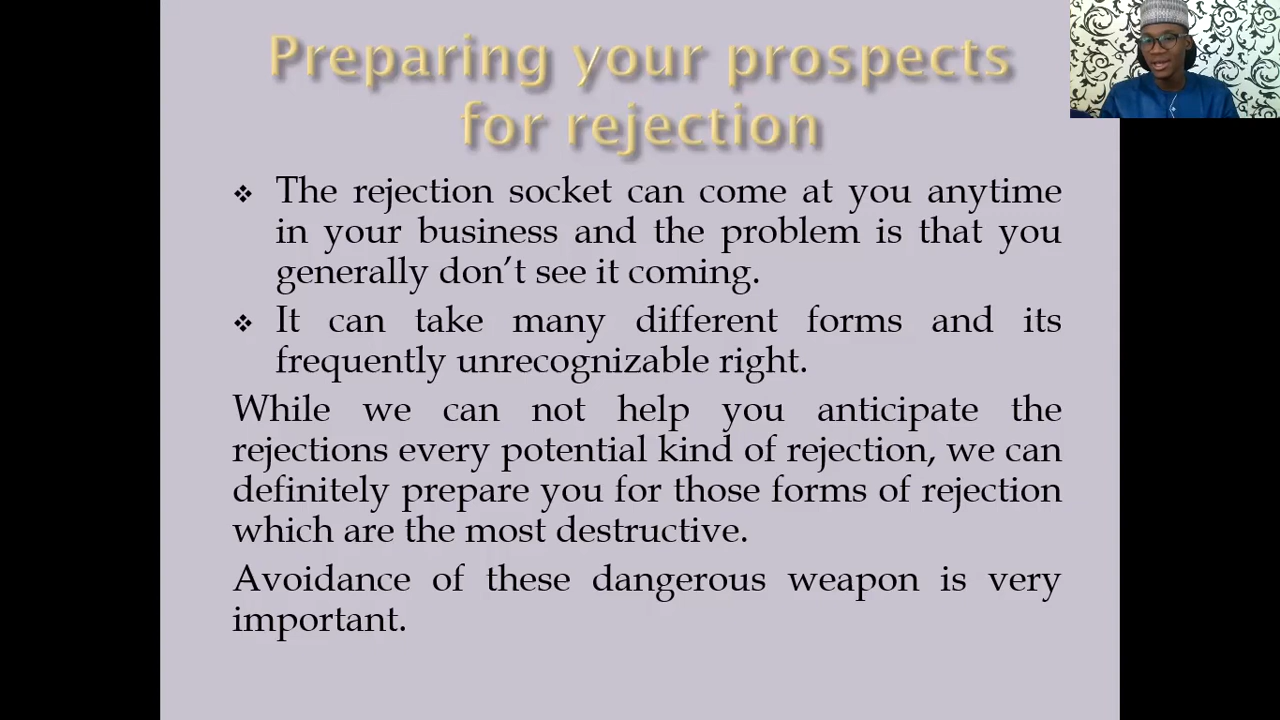 Preparing your prospects
for rejection
❖ The rejection socket can come at you anytime
in your business and the problem is that you
generally don't see it coming.
❖ It can take many different forms and its
frequently unrecognizable right.
While we can not help you anticipate the
rejections every potential kind of rejection, we can
definitely prepare you for those forms of rejection
which are the most destructive.
Avoidance of these dangerous weapon is very
important.